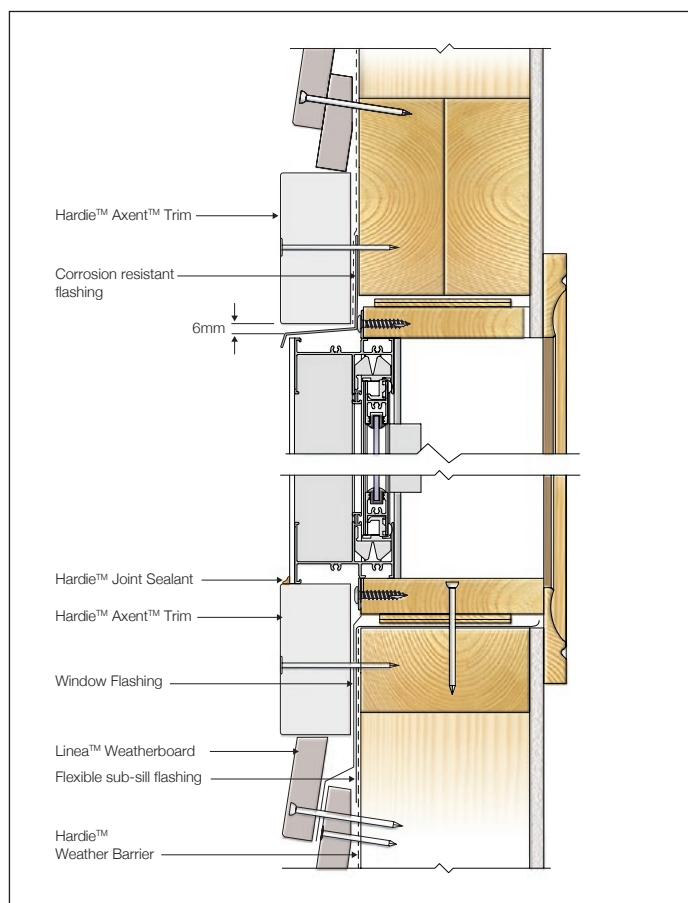 Hardie™ Axent™ Trim
Corrosion resistant
flashing
6mm
Hardie™ Joint Sealant
Hardie™ Axent™ Trim
Window Flashing
Linea™ Weatherboard
Flexible sub-sill flashing
Hardie™
Weather Barrier